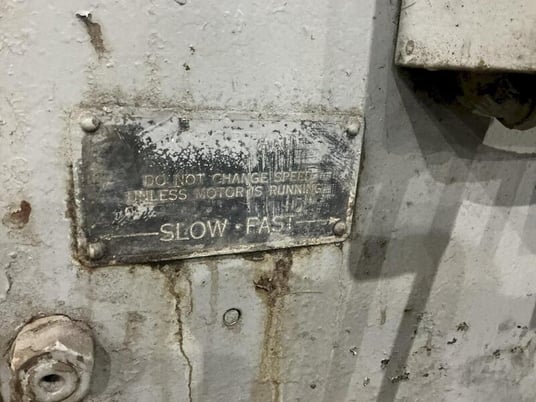 DO NOT CHANGE SPEED
UNLESS MOTOR IS RUNNING
SLOW - FAST